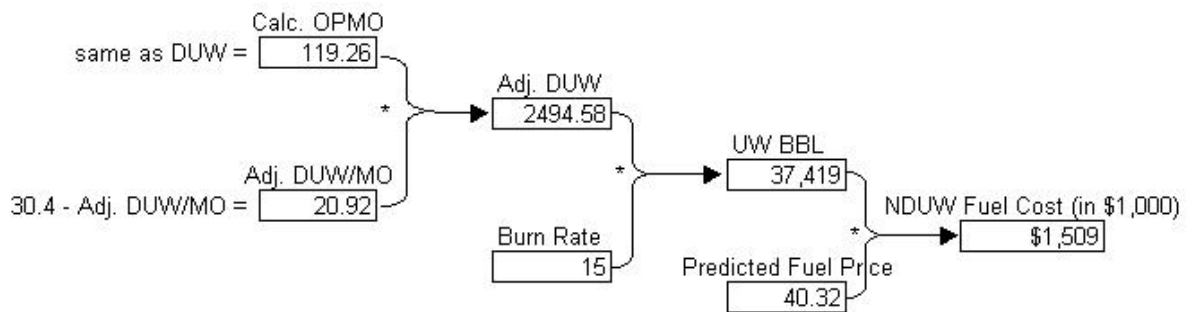 Calc. OPMO
same as DUW = 119.26
*
Adj. DUW/MO
30.4 - Adj. DUW/MO = 20.92
Adj. DUW
2494.58
*
Burn Rate
15
UW BBL
37,419
*
Predicted Fuel Price
40.32
NDUW Fuel Cost (in $1,000)
$1,509